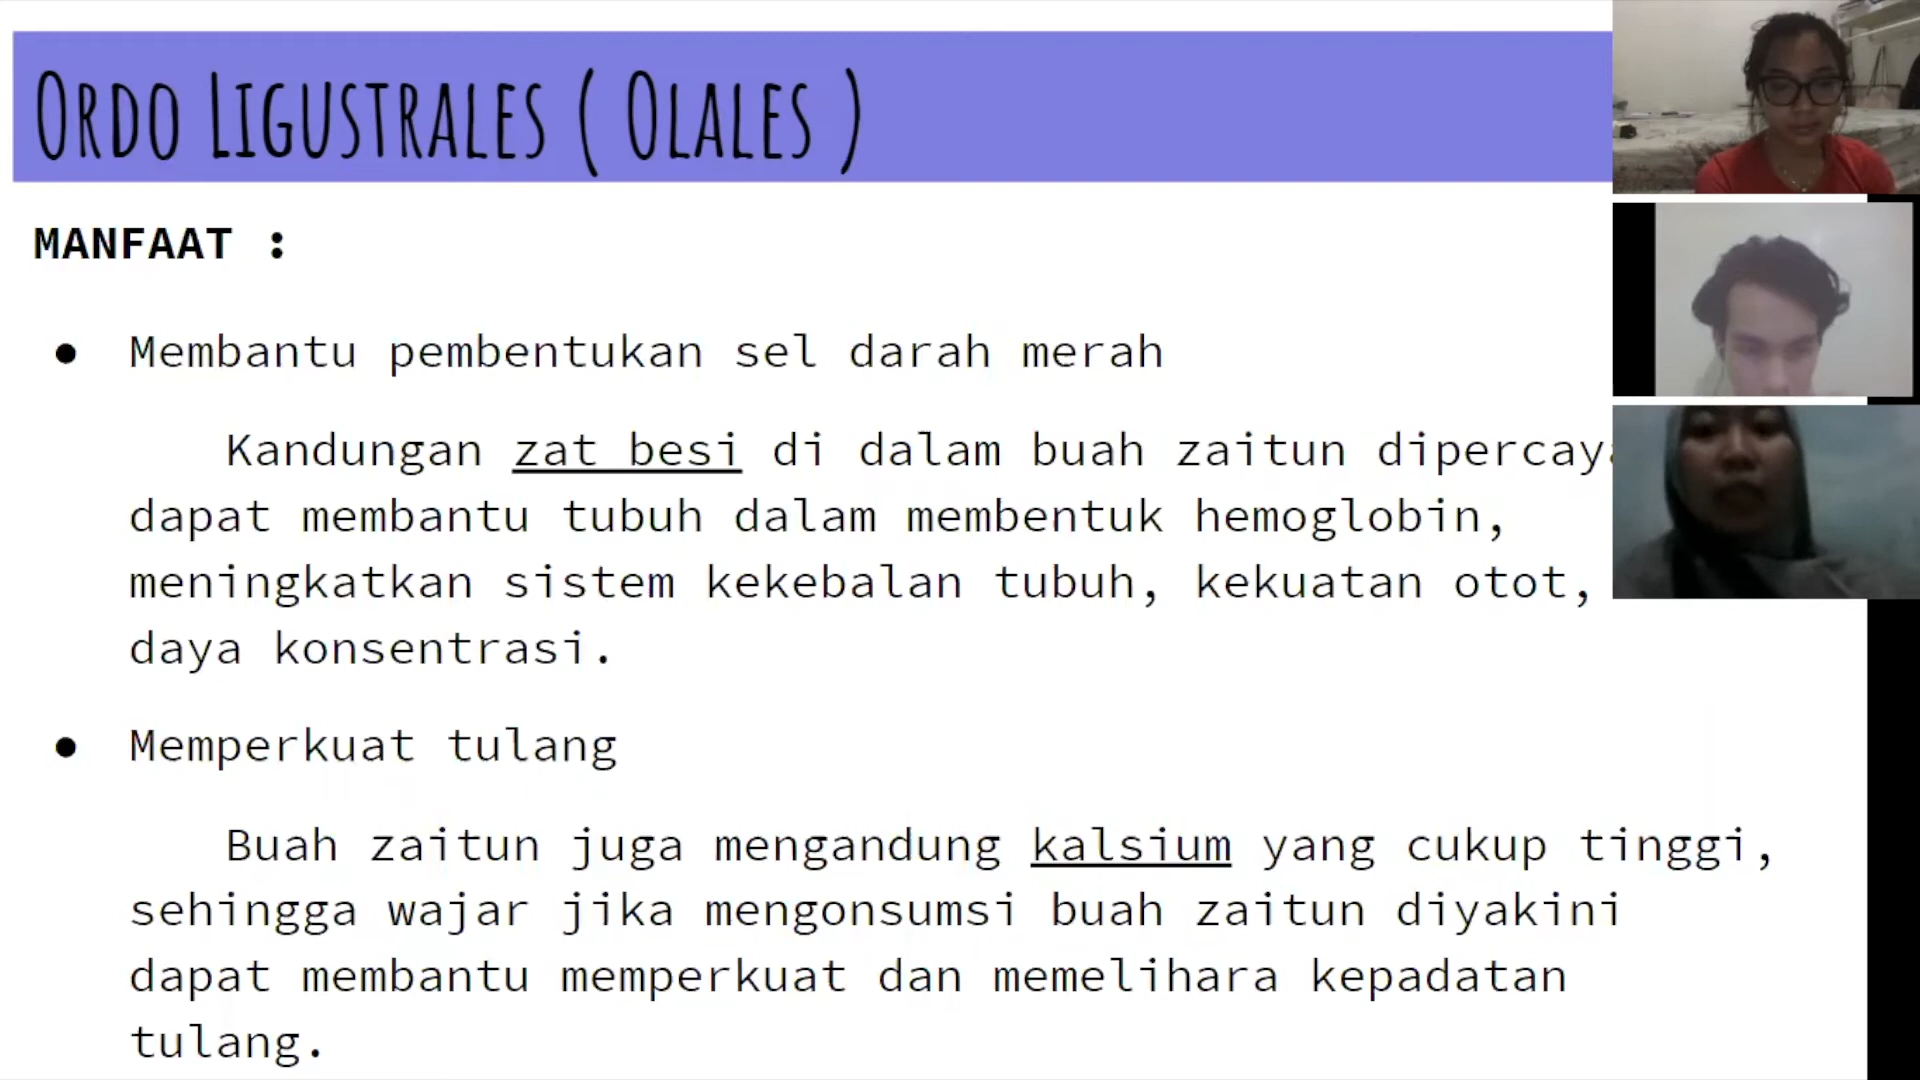 ORDO LIGUSTRALES ( OLALES )
MANFAAT :
● Membantu pembentukan sel darah merah
Kandungan zat besi di dalam buah zaitun dipercaya
dapat membantu tubuh dalam membentuk hemoglobin,
meningkatkan sistem kekebalan tubuh, kekuatan otot,
daya konsentrasi.
● Memperkuat tulang
Buah zaitun juga mengandung kalsium yang cukup tinggi,
sehingga wajar jika mengonsumsi buah zaitun diyakini
dapat membantu memperkuat dan memelihara kepadatan
tulang.